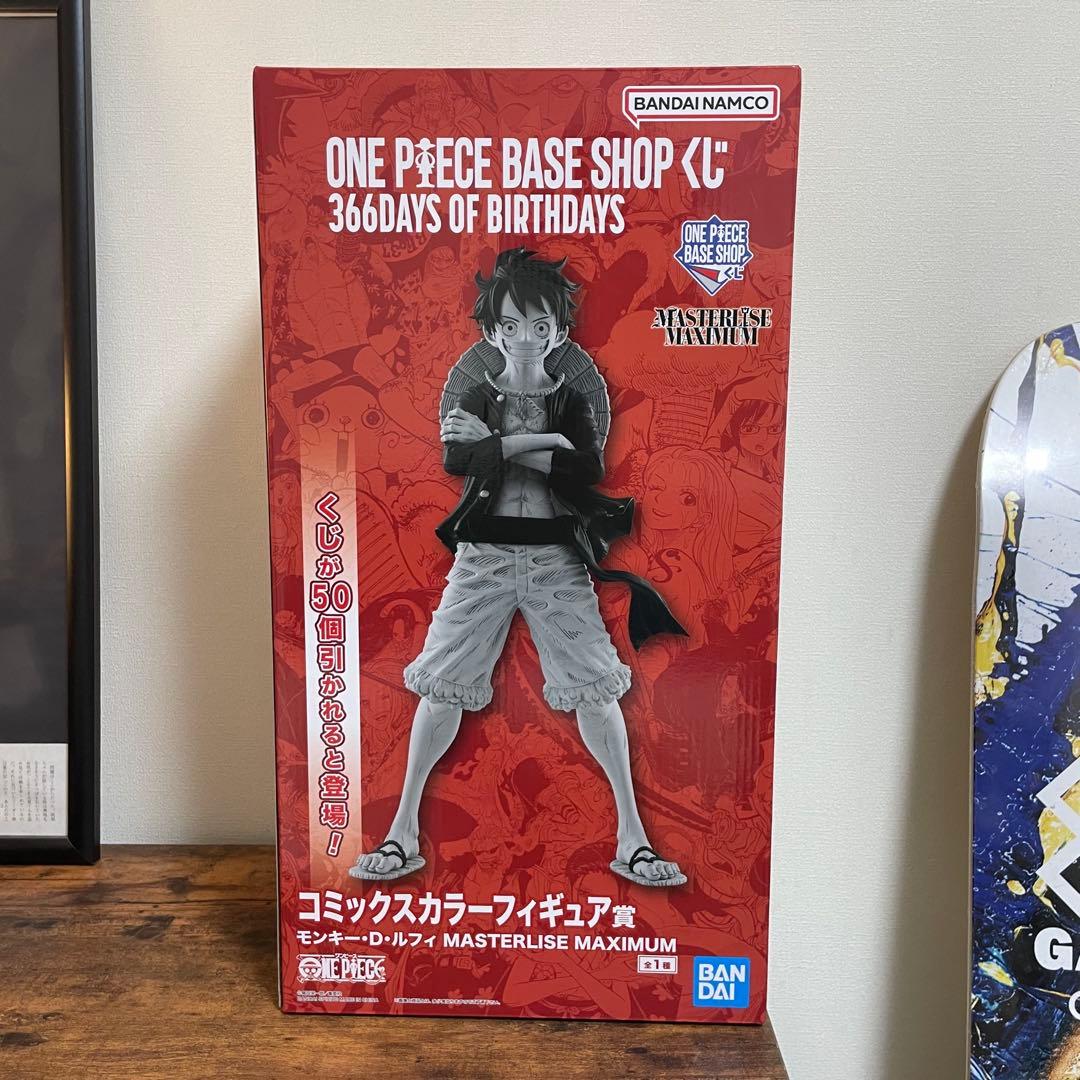 BANDAI NAMCO
ONE PIECE BASE SHOP くじ
366DAYS OF BIRTHDAYS
ONE PIECE
BASE SHOP
くじ
MASTERLISE
MAXIMUM
くじが50個引かれると登場!
コミックスカラーフィギュア賞
モンキー・D・ルフィ MASTERLISE MAXIMUM
全1種
ONE PIECE
BAN
DAI
GA